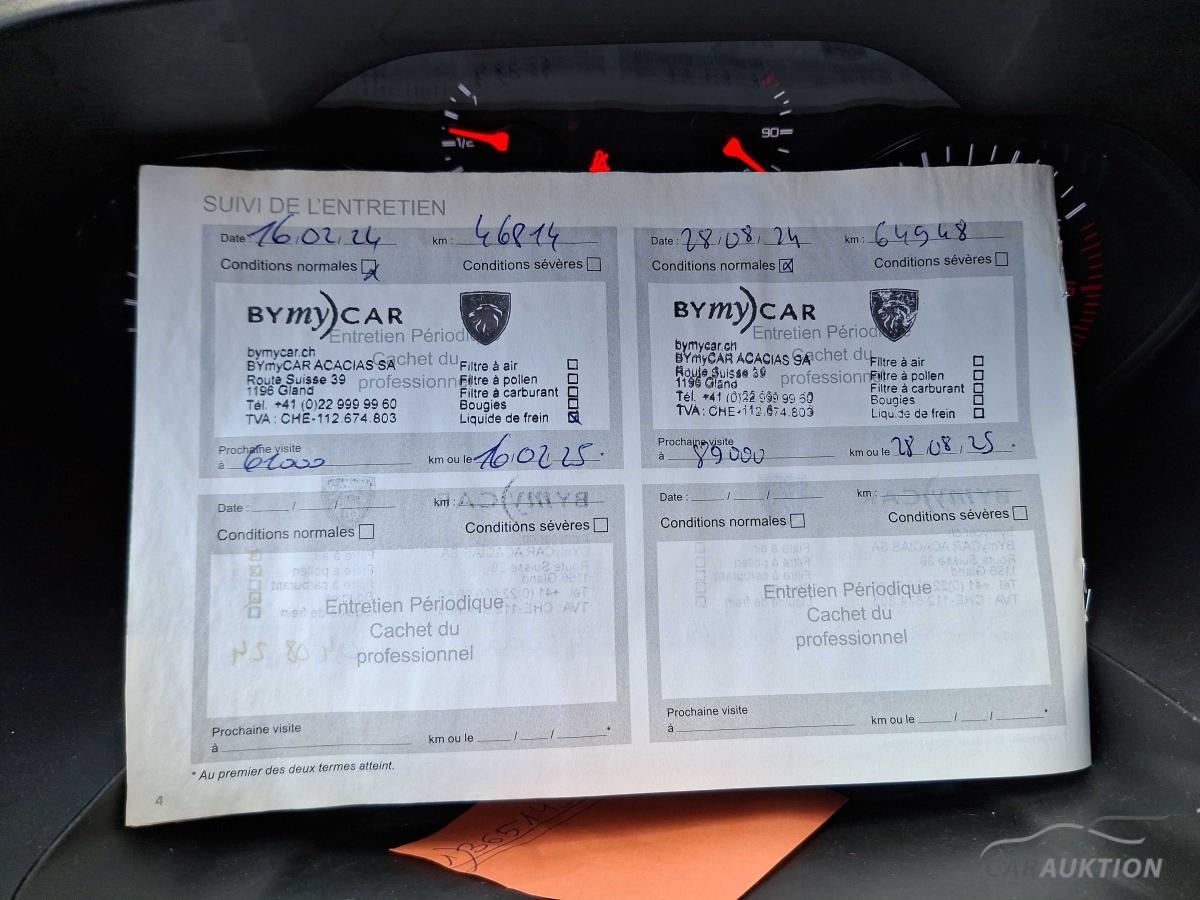 1/2
90
SUIVI DE L'ENTRETIEN
Date : 16/02/24 km : 46814
Conditions normales Conditions sévères
BYmy)CAR
Entretien Périodique
Cachet du
professionnel
bymycar.ch
BYmyCAR ACACIAS SA
Route Suisse 39
1196 Gland
Tél. +41 (0)22 999 99 60
TVA : CHE-112.674.803
Filtre à air
Filtre à pollen
Filtre à carburant
Bougies
Liquide de frein
Prochaine visite
à 61000 km ou le 16/02/25 *
Date : 28/08/24 km : 64948
Conditions normales Conditions sévères
BYmy)CAR
Entretien Périodique
Cachet du
professionnel
bymycar.ch
BYmyCAR ACACIAS SA
Route Suisse 39
1196 Gland
Tél. +41 (0)22 999 99 60
TVA : CHE-112.674.803
Filtre à air
Filtre à pollen
Filtre à carburant
Bougies
Liquide de frein
Prochaine visite
à 89000 km ou le 28/08/25 *
Date : / / km :
Conditions normales Conditions sévères
Entretien Périodique
Cachet du
professionnel
Prochaine visite
à km ou le / / *
Date : / / km :
Conditions normales Conditions sévères
Entretien Périodique
Cachet du
professionnel
Prochaine visite
à km ou le / / *
* Au premier des deux termes atteint.
4
CARAUKTION